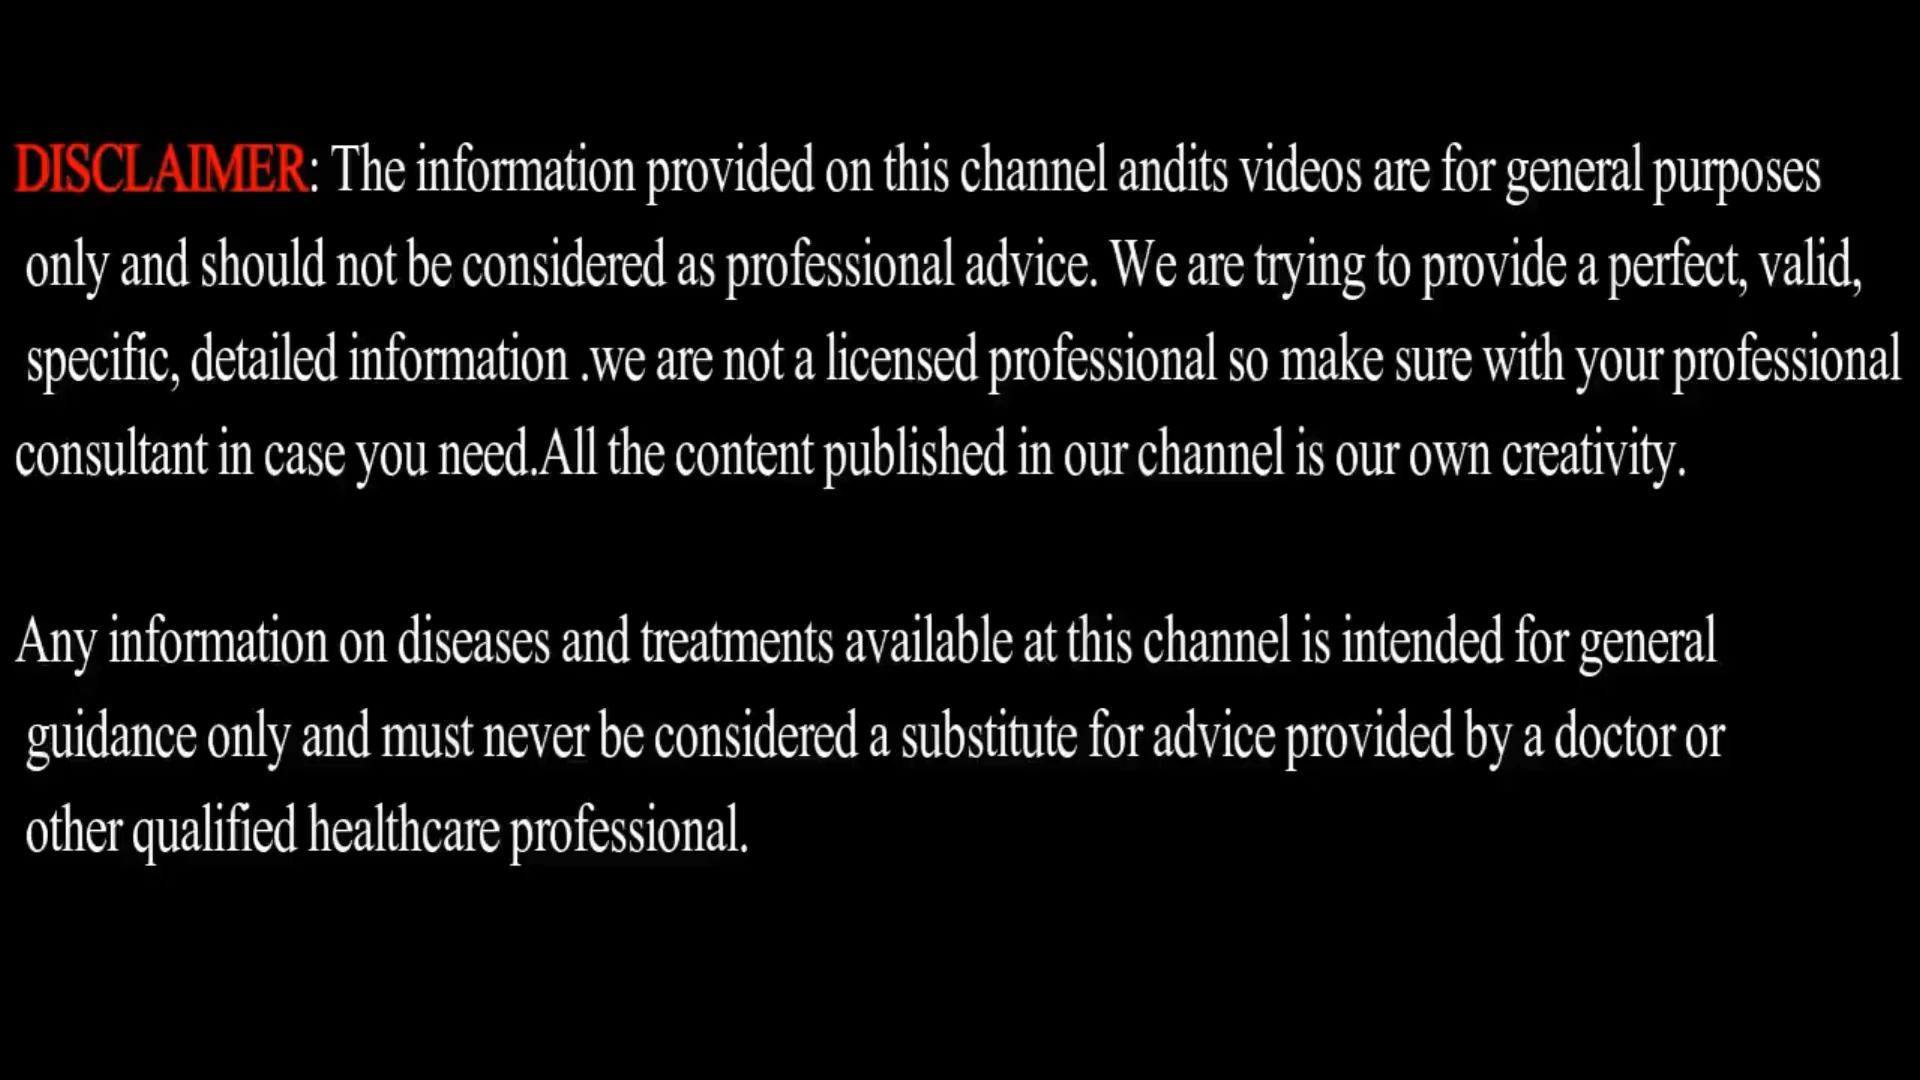 DISCLAIMER: The information provided on this channel andits videos are for general purposes
only and should not be considered as professional advice. We are trying to provide a perfect, valid,
specific, detailed information .we are not a licensed professional so make sure with your professional
consultant in case you need.All the content published in our channel is our own creativity.
Any information on diseases and treatments available at this channel is intended for general
guidance only and must never be considered a substitute for advice provided by a doctor or
other qualified healthcare professional.